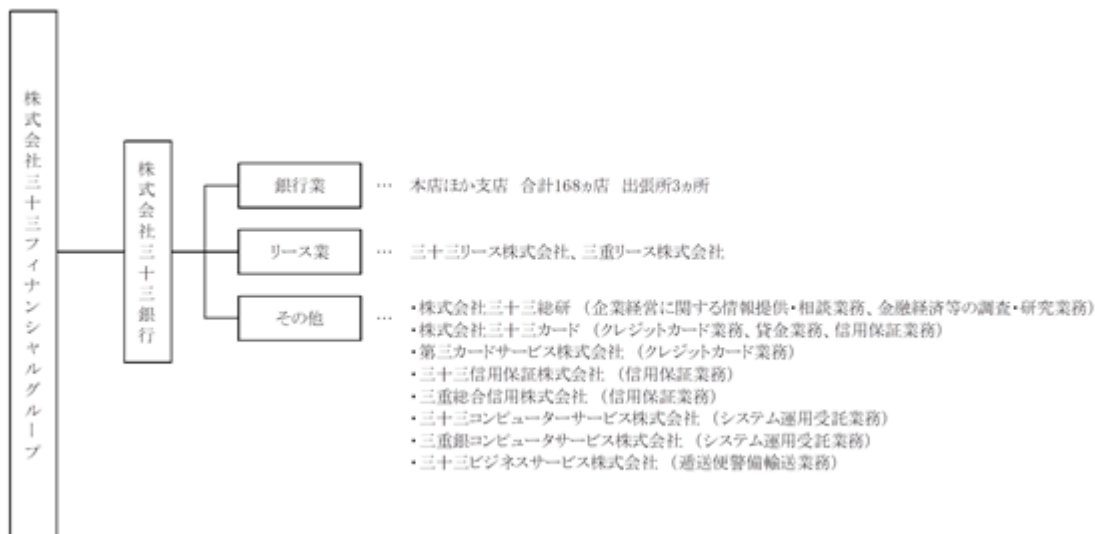 株式会社三十三フィナンシャルグループ
株式会社三十三銀行
銀行業 … 本店ほか支店 合計168ヵ店 出張所3ヵ所
リース業 … 三十三リース株式会社、三重リース株式会社
その他 … ・株式会社三十三総研 (企業経営に関する情報提供・相談業務、金融経済等の調査・研究業務)
・株式会社三十三カード (クレジットカード業務、貸金業務、信用保証業務)
・第三カードサービス株式会社 (クレジットカード業務)
・三十三信用保証株式会社 (信用保証業務)
・三重総合信用株式会社 (信用保証業務)
・三十三コンピューターサービス株式会社 (システム運用受託業務)
・三重銀コンピュータサービス株式会社 (システム運用受託業務)
・三十三ビジネスサービス株式会社 (逓送便警備輸送業務)